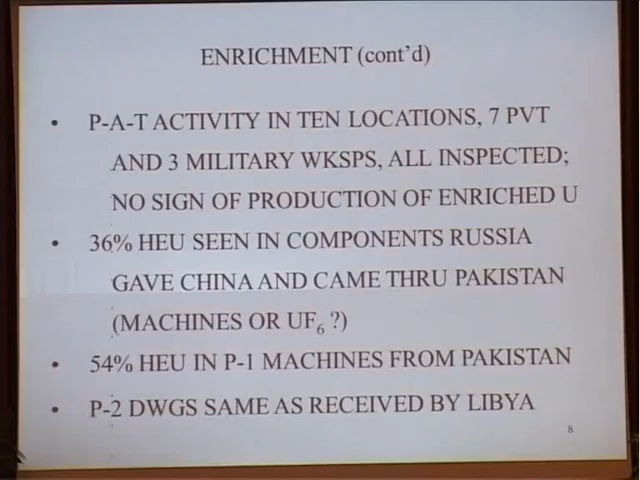 ENRICHMENT (cont'd)
• P-A-T ACTIVITY IN TEN LOCATIONS, 7 PVT
AND 3 MILITARY WKSPS, ALL INSPECTED;
NO SIGN OF PRODUCTION OF ENRICHED U
• 36% HEU SEEN IN COMPONENTS RUSSIA
GAVE CHINA AND CAME THRU PAKISTAN
(MACHINES OR UF₆ ?)
• 54% HEU IN P-1 MACHINES FROM PAKISTAN
• P-2 DWGS SAME AS RECEIVED BY LIBYA
8